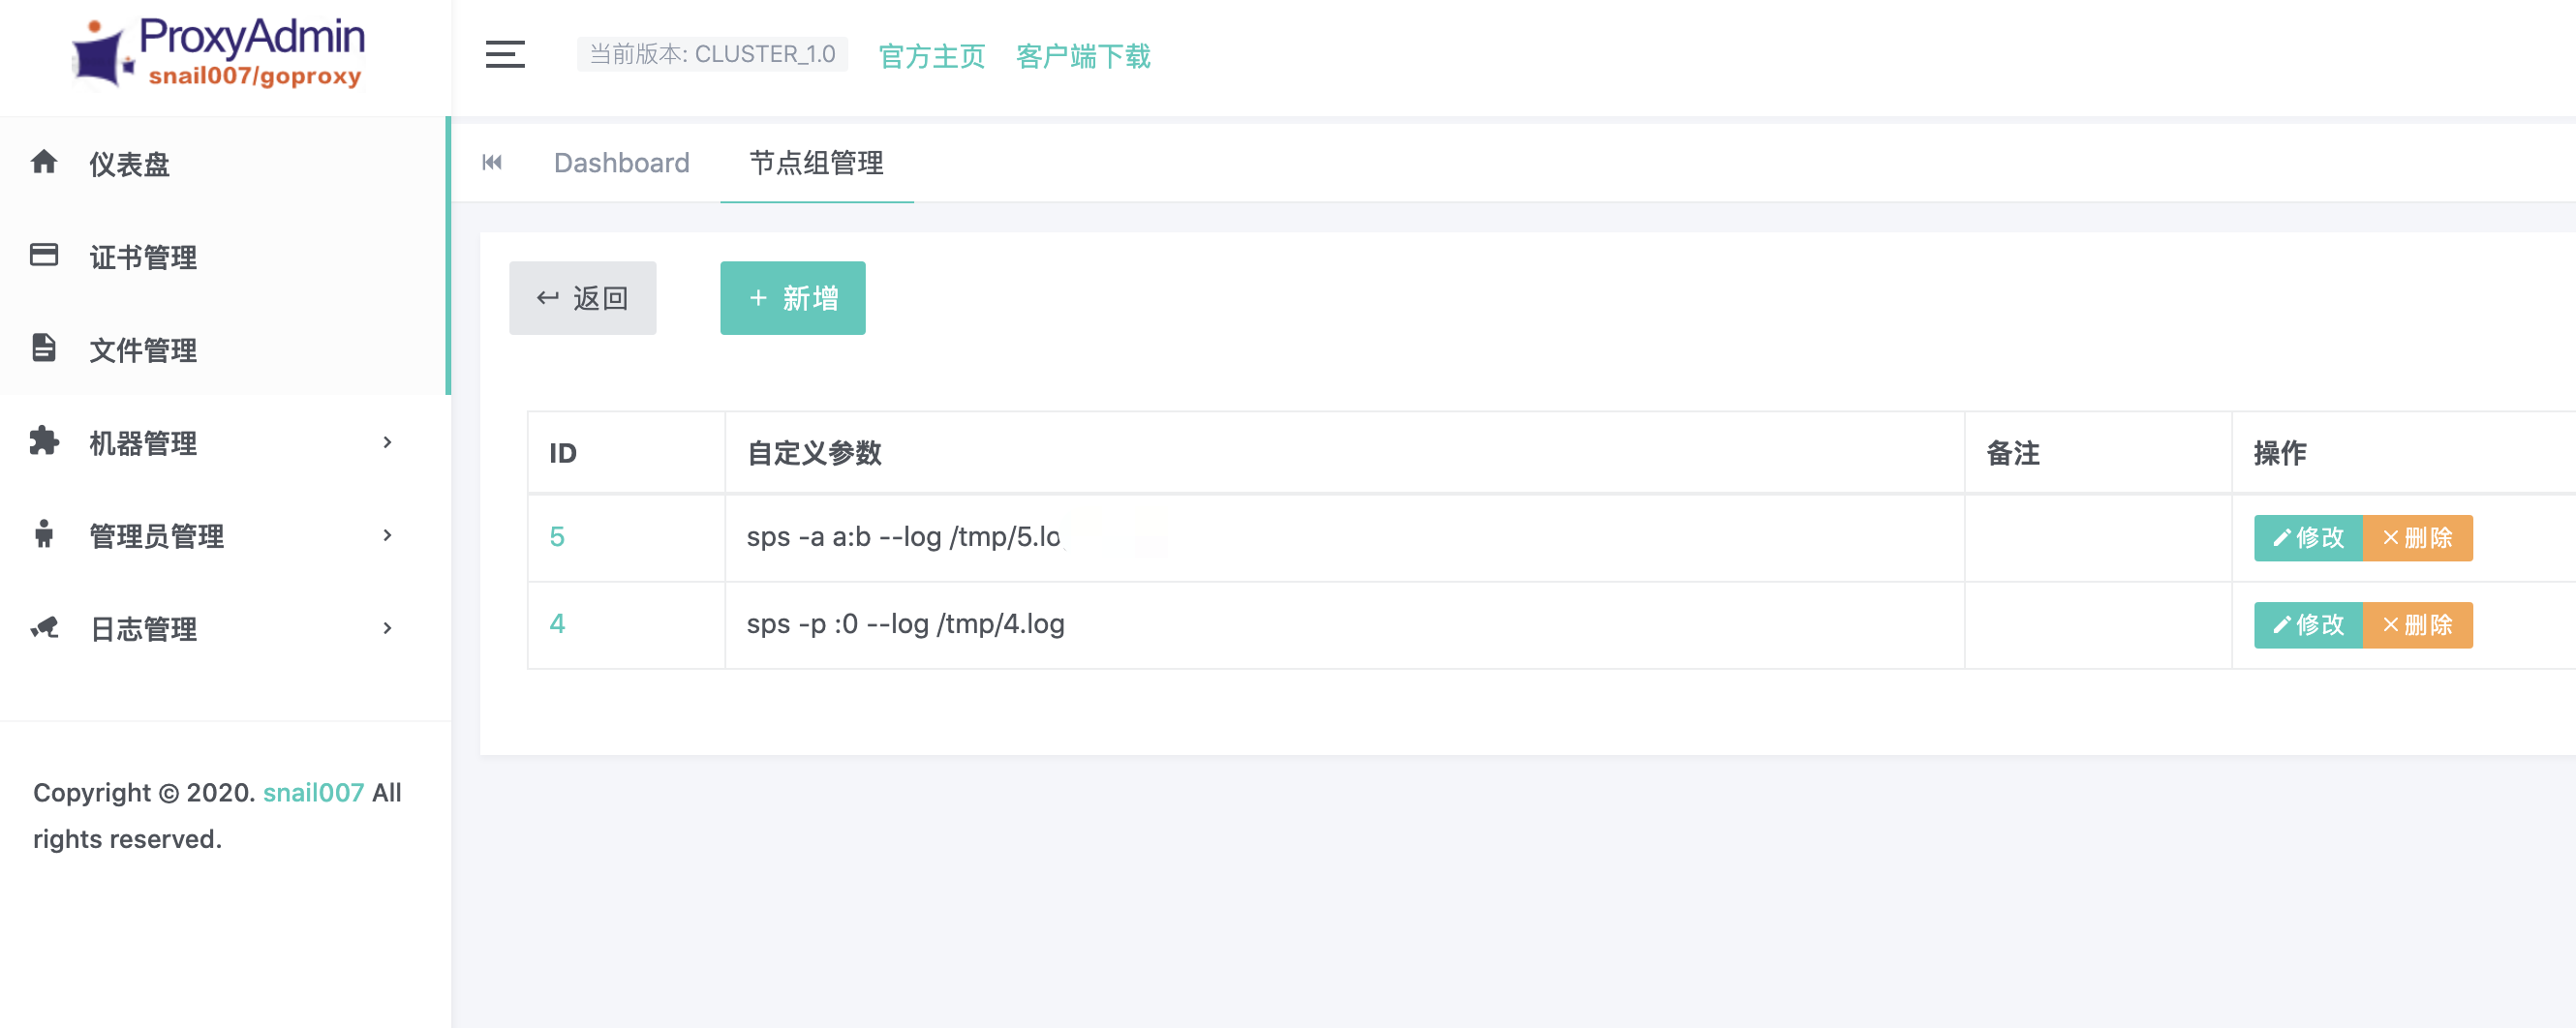 ProxyAdmin
snail007/goproxy
当前版本: CLUSTER_1.0 官方主页 客户端下载
Dashboard 节点组管理
仪表盘
证书管理
文件管理
机器管理
管理员管理
日志管理
Copyright © 2020. snail007 All
rights reserved.
返回 + 新增
ID 自定义参数 备注 操作
5 sps -a a:b --log /tmp/5.lo 修改 删除
4 sps -p :0 --log /tmp/4.log 修改 删除